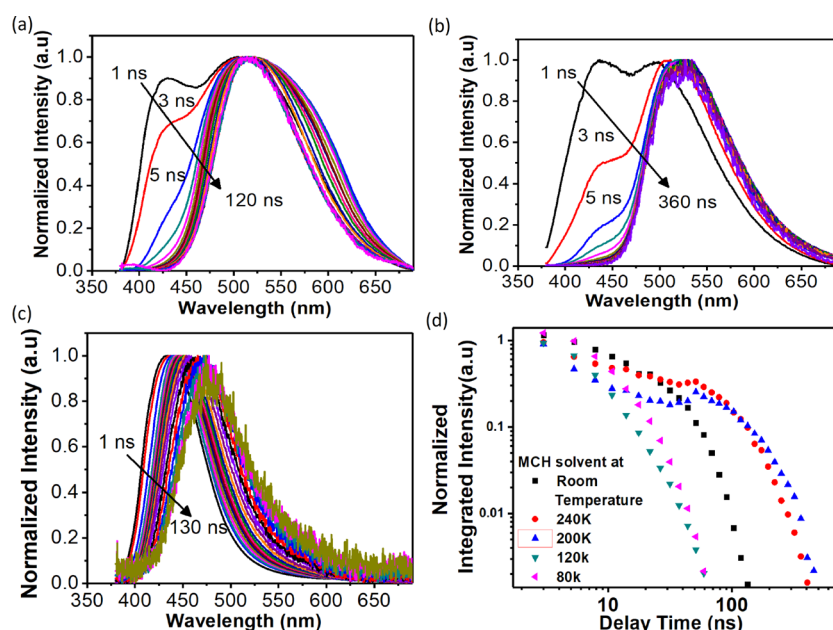 (a)
Normalized Intensity (a.u)
1.0
0.8
0.6
0.4
0.2
0.0
1 ns
3 ns
5 ns
120 ns
350 400 450 500 550 600 650
Wavelength (nm)
(b)
Normalized Intensity (a.u)
1.0
0.8
0.6
0.4
0.2
0.0
1 ns
3 ns
5 ns
360 ns
350 400 450 500 550 600 650
Wavelength (nm)
(c)
Normalized Intensity (a.u)
1.0
0.8
0.6
0.4
0.2
0.0
1 ns
130 ns
350 400 450 500 550 600 650
Wavelength (nm)
(d)
Normalized
Integrated Intensity(a.u)
1
0.1
0.01
MCH solvent at
Room
Temperature
240K
200K
120k
80k
10 100
Delay Time (ns)